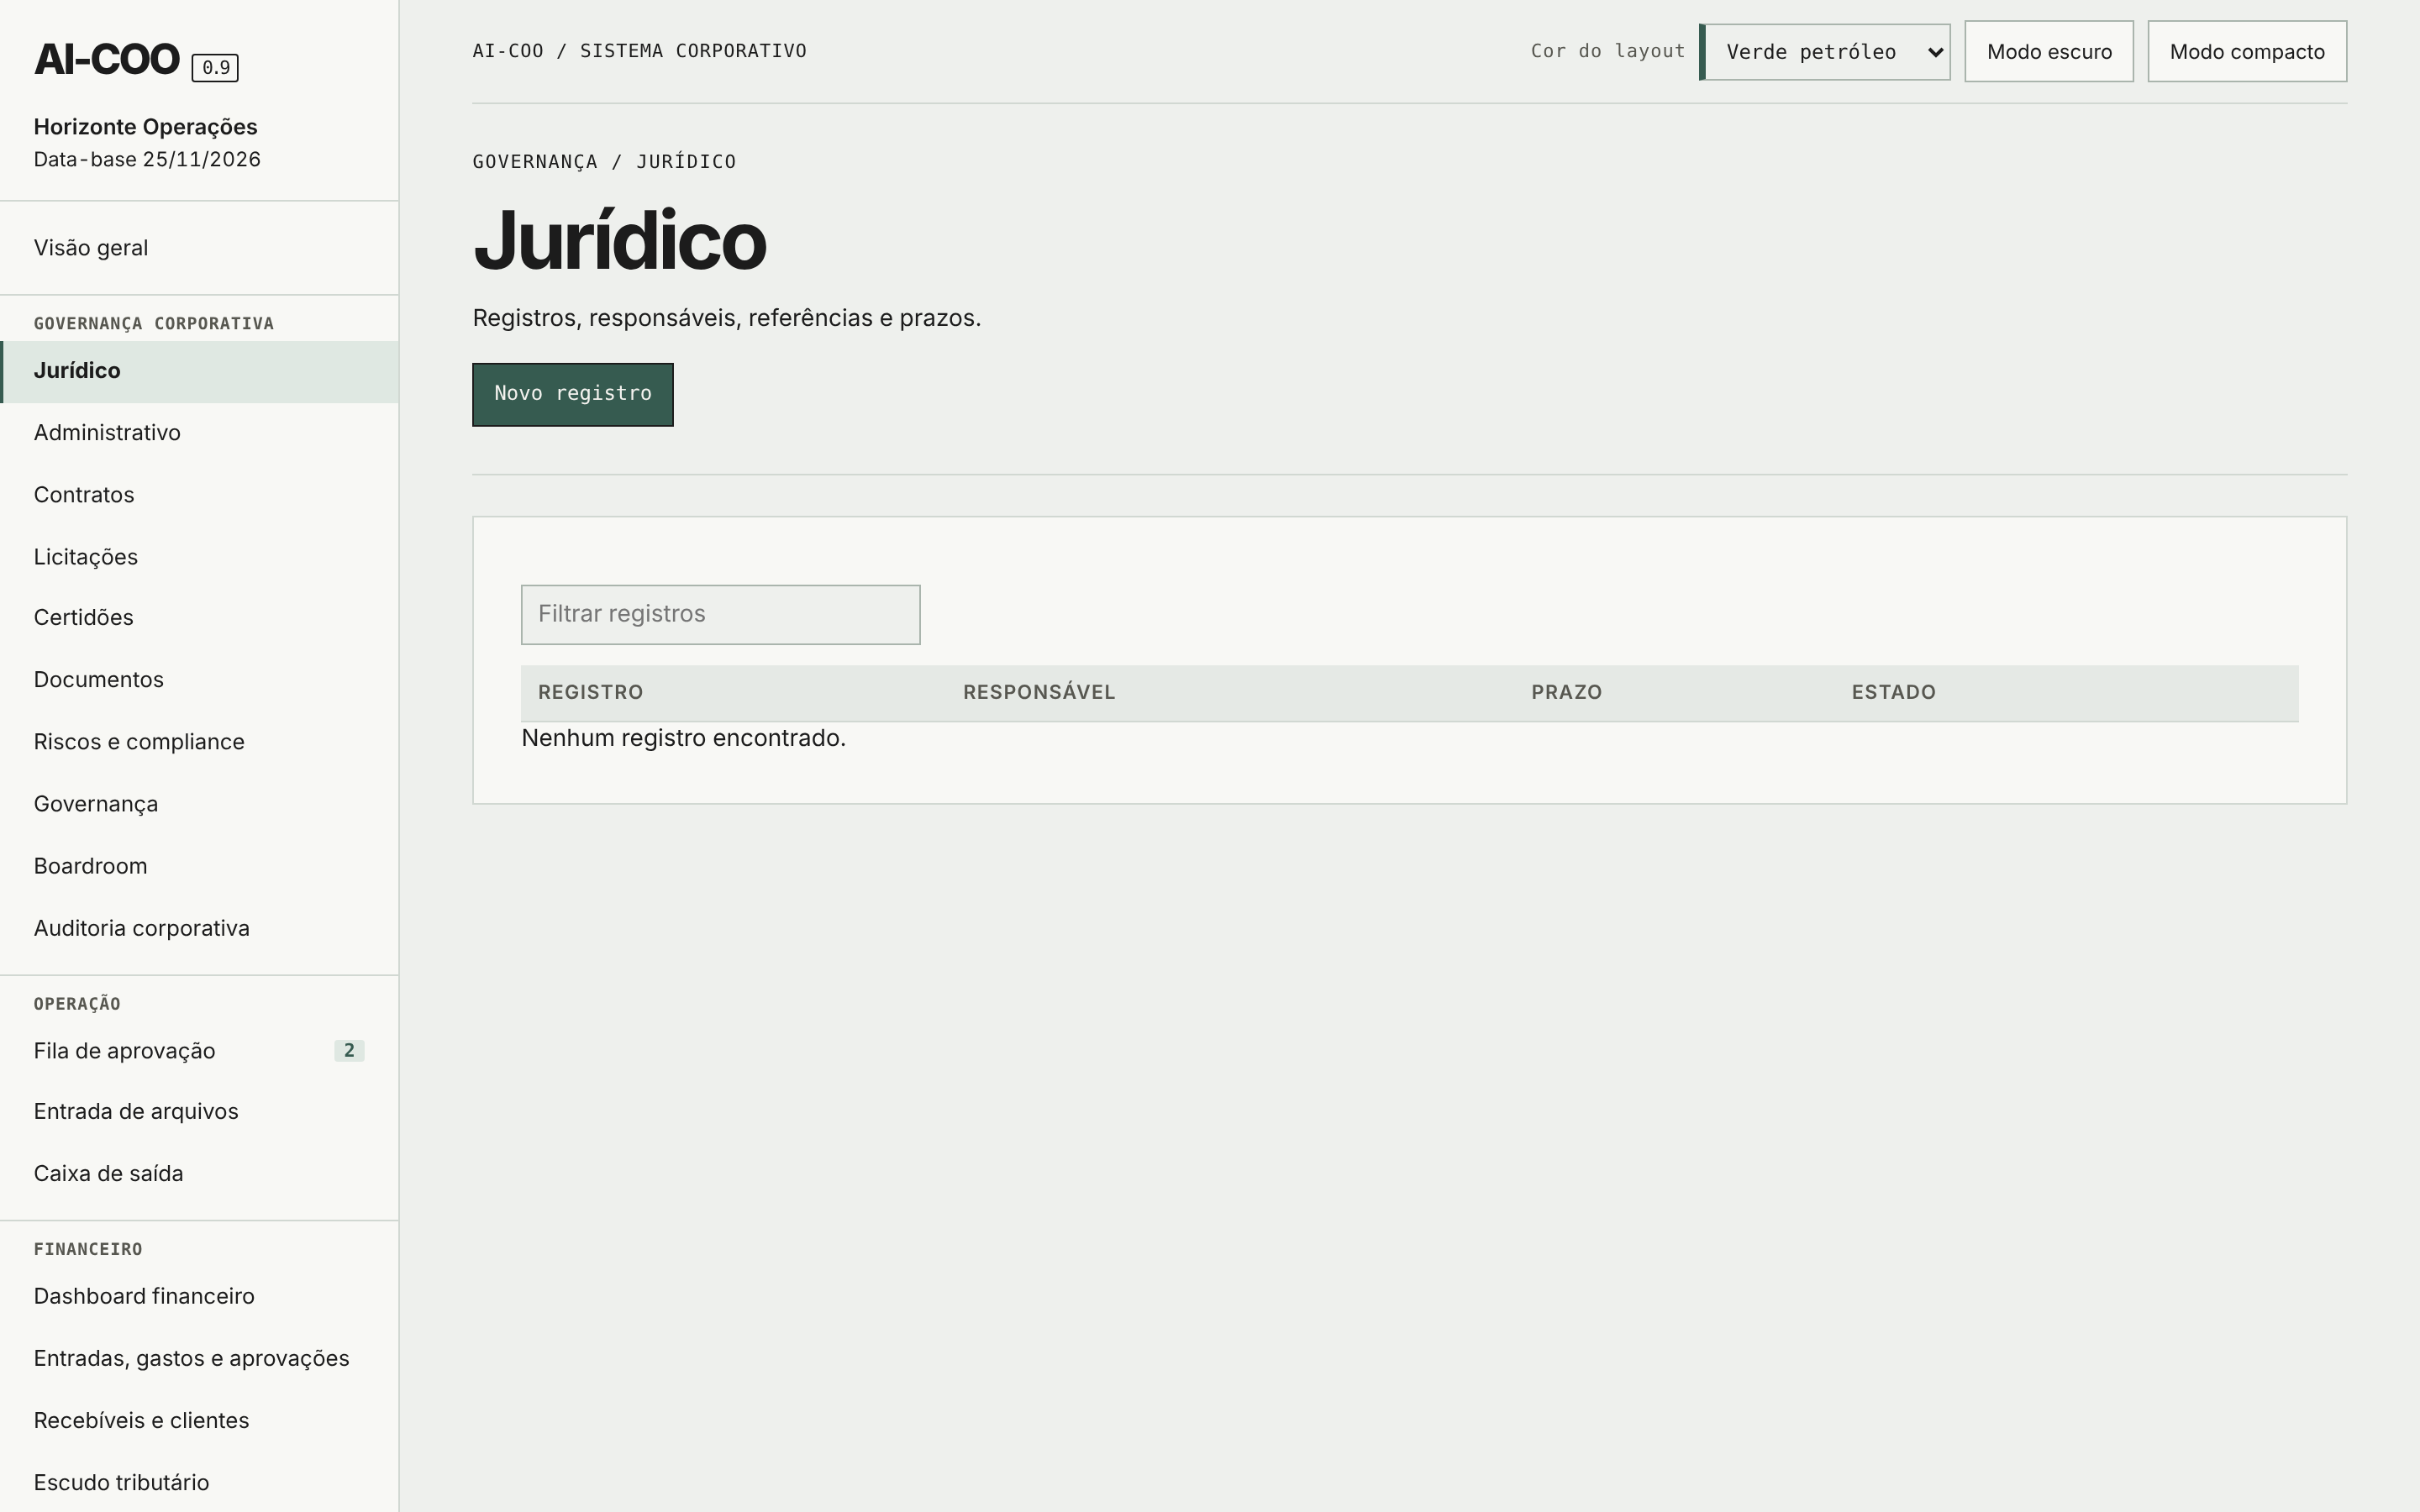 AI-COO 0.9
Horizonte Operações
Data-base 25/11/2026
Visão geral
GOVERNANÇA CORPORATIVA
Jurídico
Administrativo
Contratos
Licitações
Certidões
Documentos
Riscos e compliance
Governança
Boardroom
Auditoria corporativa
OPERAÇÃO
Fila de aprovação 2
Entrada de arquivos
Caixa de saída
FINANCEIRO
Dashboard financeiro
Entradas, gastos e aprovações
Recebíveis e clientes
Escudo tributário
AI-COO / SISTEMA CORPORATIVO Cor do layout Verde petróleo Modo escuro Modo compacto
GOVERNANÇA / JURÍDICO
Jurídico
Registros, responsáveis, referências e prazos.
Novo registro
Filtrar registros
REGISTRO RESPONSÁVEL PRAZO ESTADO
Nenhum registro encontrado.